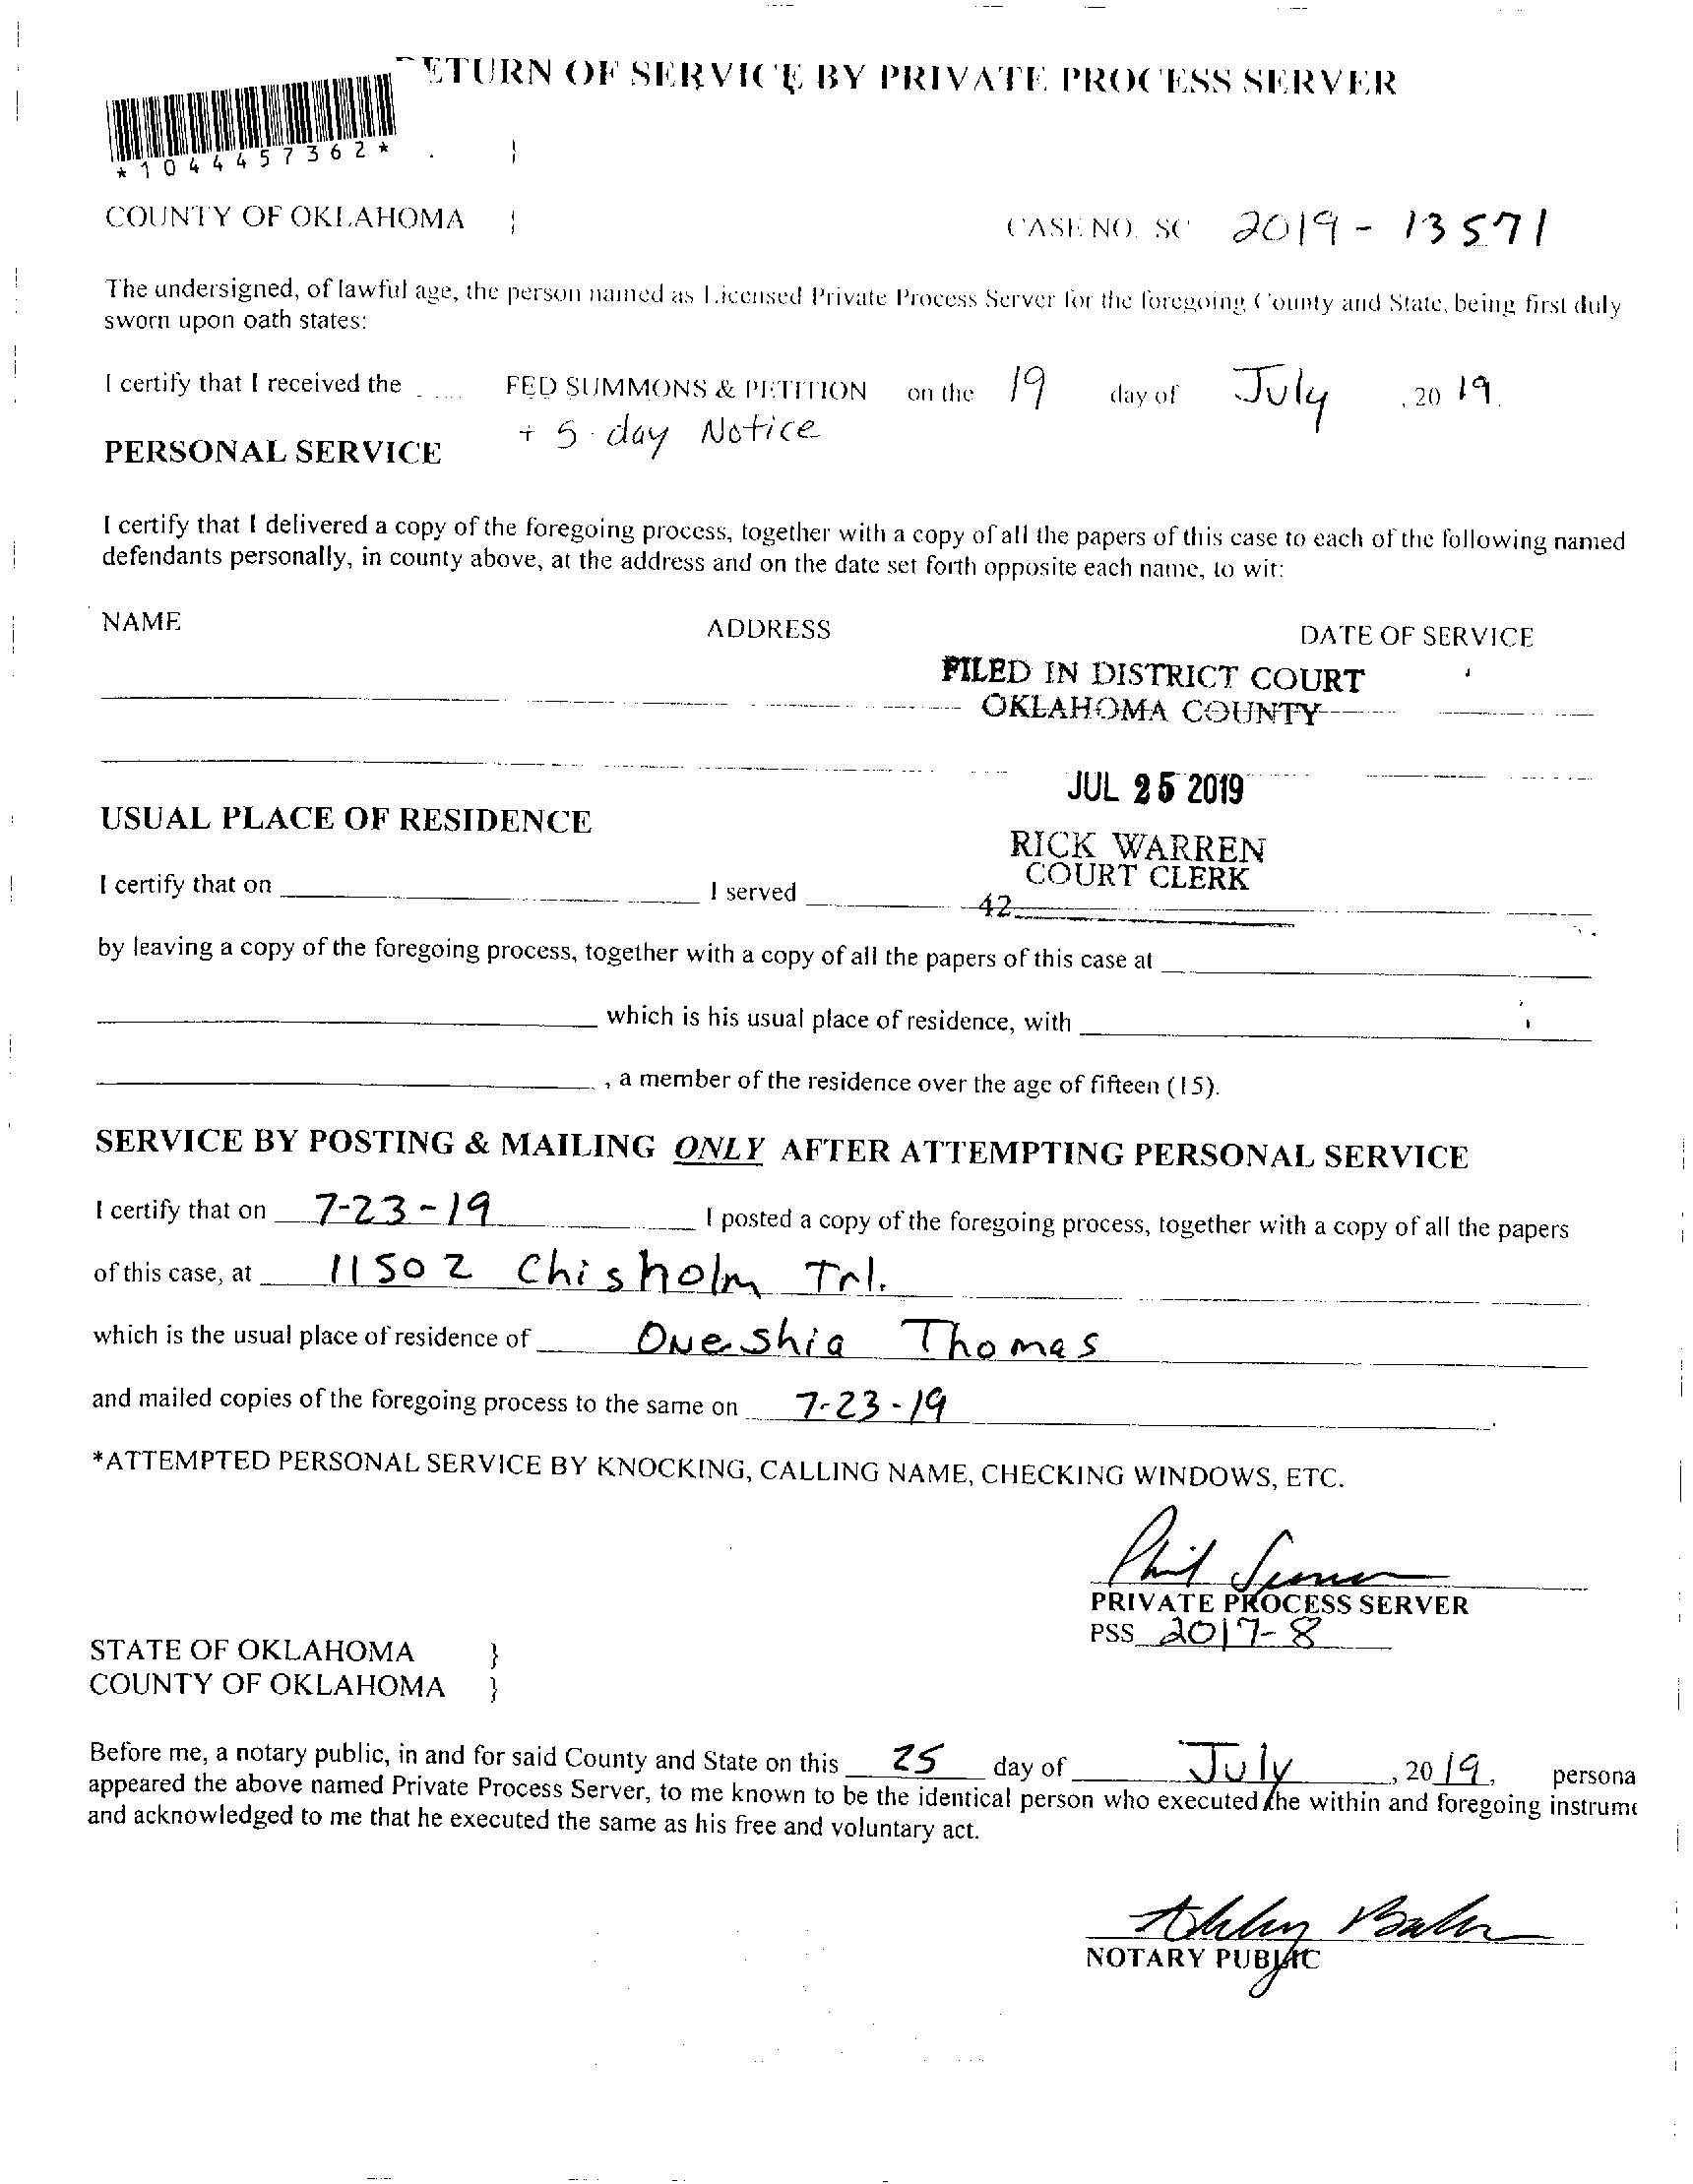 ETURN OF SERVICE BY PRIVATE PROCESS SERVER
*1044457362*
}
COUNTY OF OKLAHOMA }
CASE NO. SC 2019-13571
The undersigned, of lawful age, the person named as Licensed Private Process Server for the foregoing County and State, being first duly
sworn upon oath states:
I certify that I received the FED SUMMONS & PETITION on the 19 day of July, 20 19.
+ 5-day Notice
PERSONAL SERVICE
I certify that I delivered a copy of the foregoing process, together with a copy of all the papers of this case to each of the following named
defendants personally, in county above, at the address and on the date set forth opposite each name, to wit:
NAME ADDRESS DATE OF SERVICE
FILED IN DISTRICT COURT
OKLAHOMA COUNTY
JUL 25 2019
RICK WARREN
COURT CLERK
42
USUAL PLACE OF RESIDENCE
I certify that on I served
by leaving a copy of the foregoing process, together with a copy of all the papers of this case at
which is his usual place of residence, with
, a member of the residence over the age of fifteen (15).
SERVICE BY POSTING & MAILING ONLY AFTER ATTEMPTING PERSONAL SERVICE
I certify that on 7-23-19 I posted a copy of the foregoing process, together with a copy of all the papers
of this case, at 11502 Chisholm Trl.
which is the usual place of residence of Oneshia Thomas
and mailed copies of the foregoing process to the same on 7-23-19.
*ATTEMPTED PERSONAL SERVICE BY KNOCKING, CALLING NAME, CHECKING WINDOWS, ETC.
Phil
PRIVATE PROCESS SERVER
PSS 2017-8
STATE OF OKLAHOMA }
COUNTY OF OKLAHOMA }
Before me, a notary public, in and for said County and State on this 25 day of July, 2019, persona
appeared the above named Private Process Server, to me known to be the identical person who executed the within and foregoing instrume
and acknowledged to me that he executed the same as his free and voluntary act.
Ashley
NOTARY PUBLIC